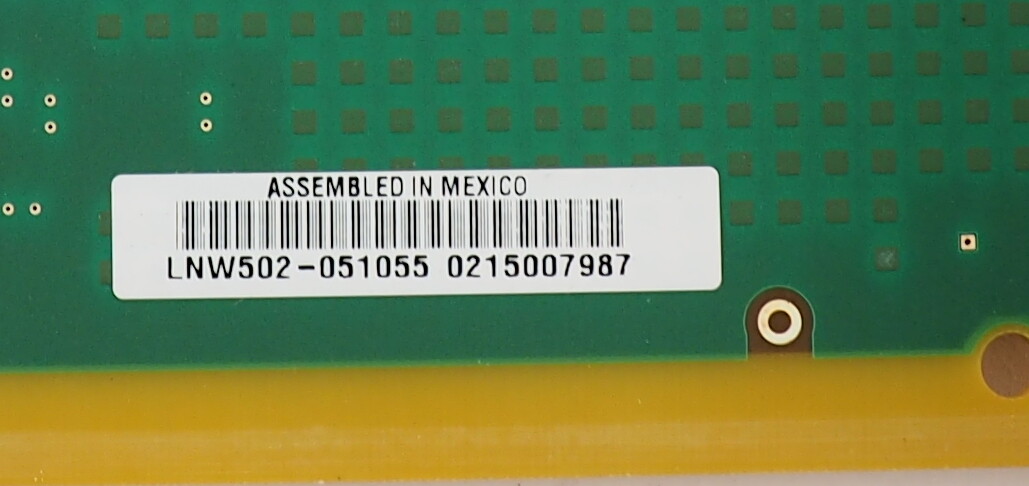 ASSEMBLED IN MEXICO
LNW502-051055 0215007987